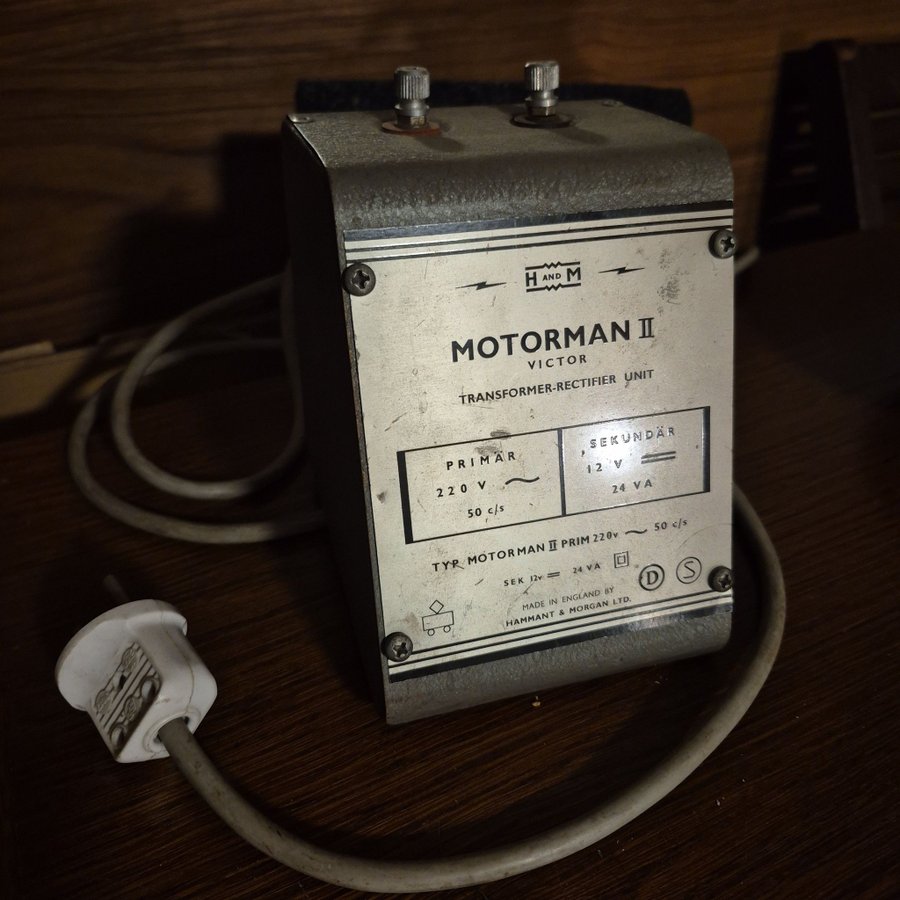 H AND M
MOTORMAN II
VICTOR
TRANSFORMER-RECTIFIER UNIT
PRIMÄR
220 V ~
50 c/s
SEKUNDÄR
12 V ⎓
24 VA
TYP MOTORMAN II PRIM 220v ~ 50 c/s
SEK 12v ⎓ 24 VA
D S
MADE IN ENGLAND BY
HAMMANT & MORGAN LTD.